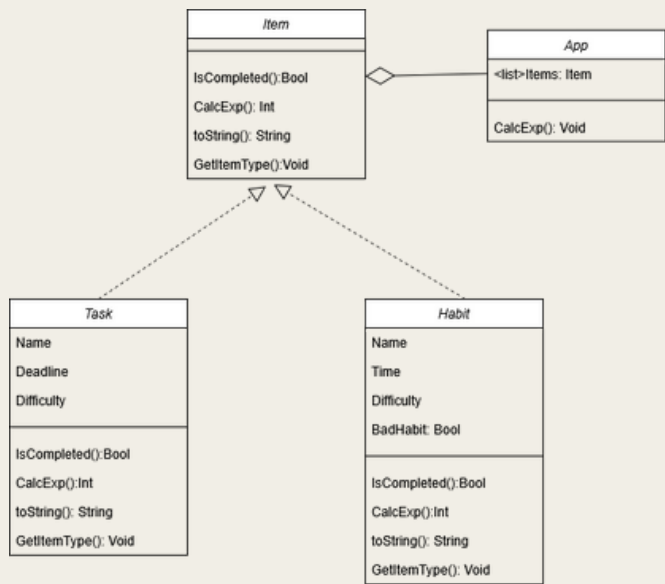 Item
IsCompleted():Bool
CalcExp(): Int
toString(): String
GetItemType():Void
App
<list>Items: Item
CalcExp(): Void
Task
Name
Deadline
Difficulty
IsCompleted():Bool
CalcExp():Int
toString(): String
GetItemType(): Void
Habit
Name
Time
Difficulty
BadHabit: Bool
IsCompleted():Bool
CalcExp():Int
toString(): String
GetItemType(): Void